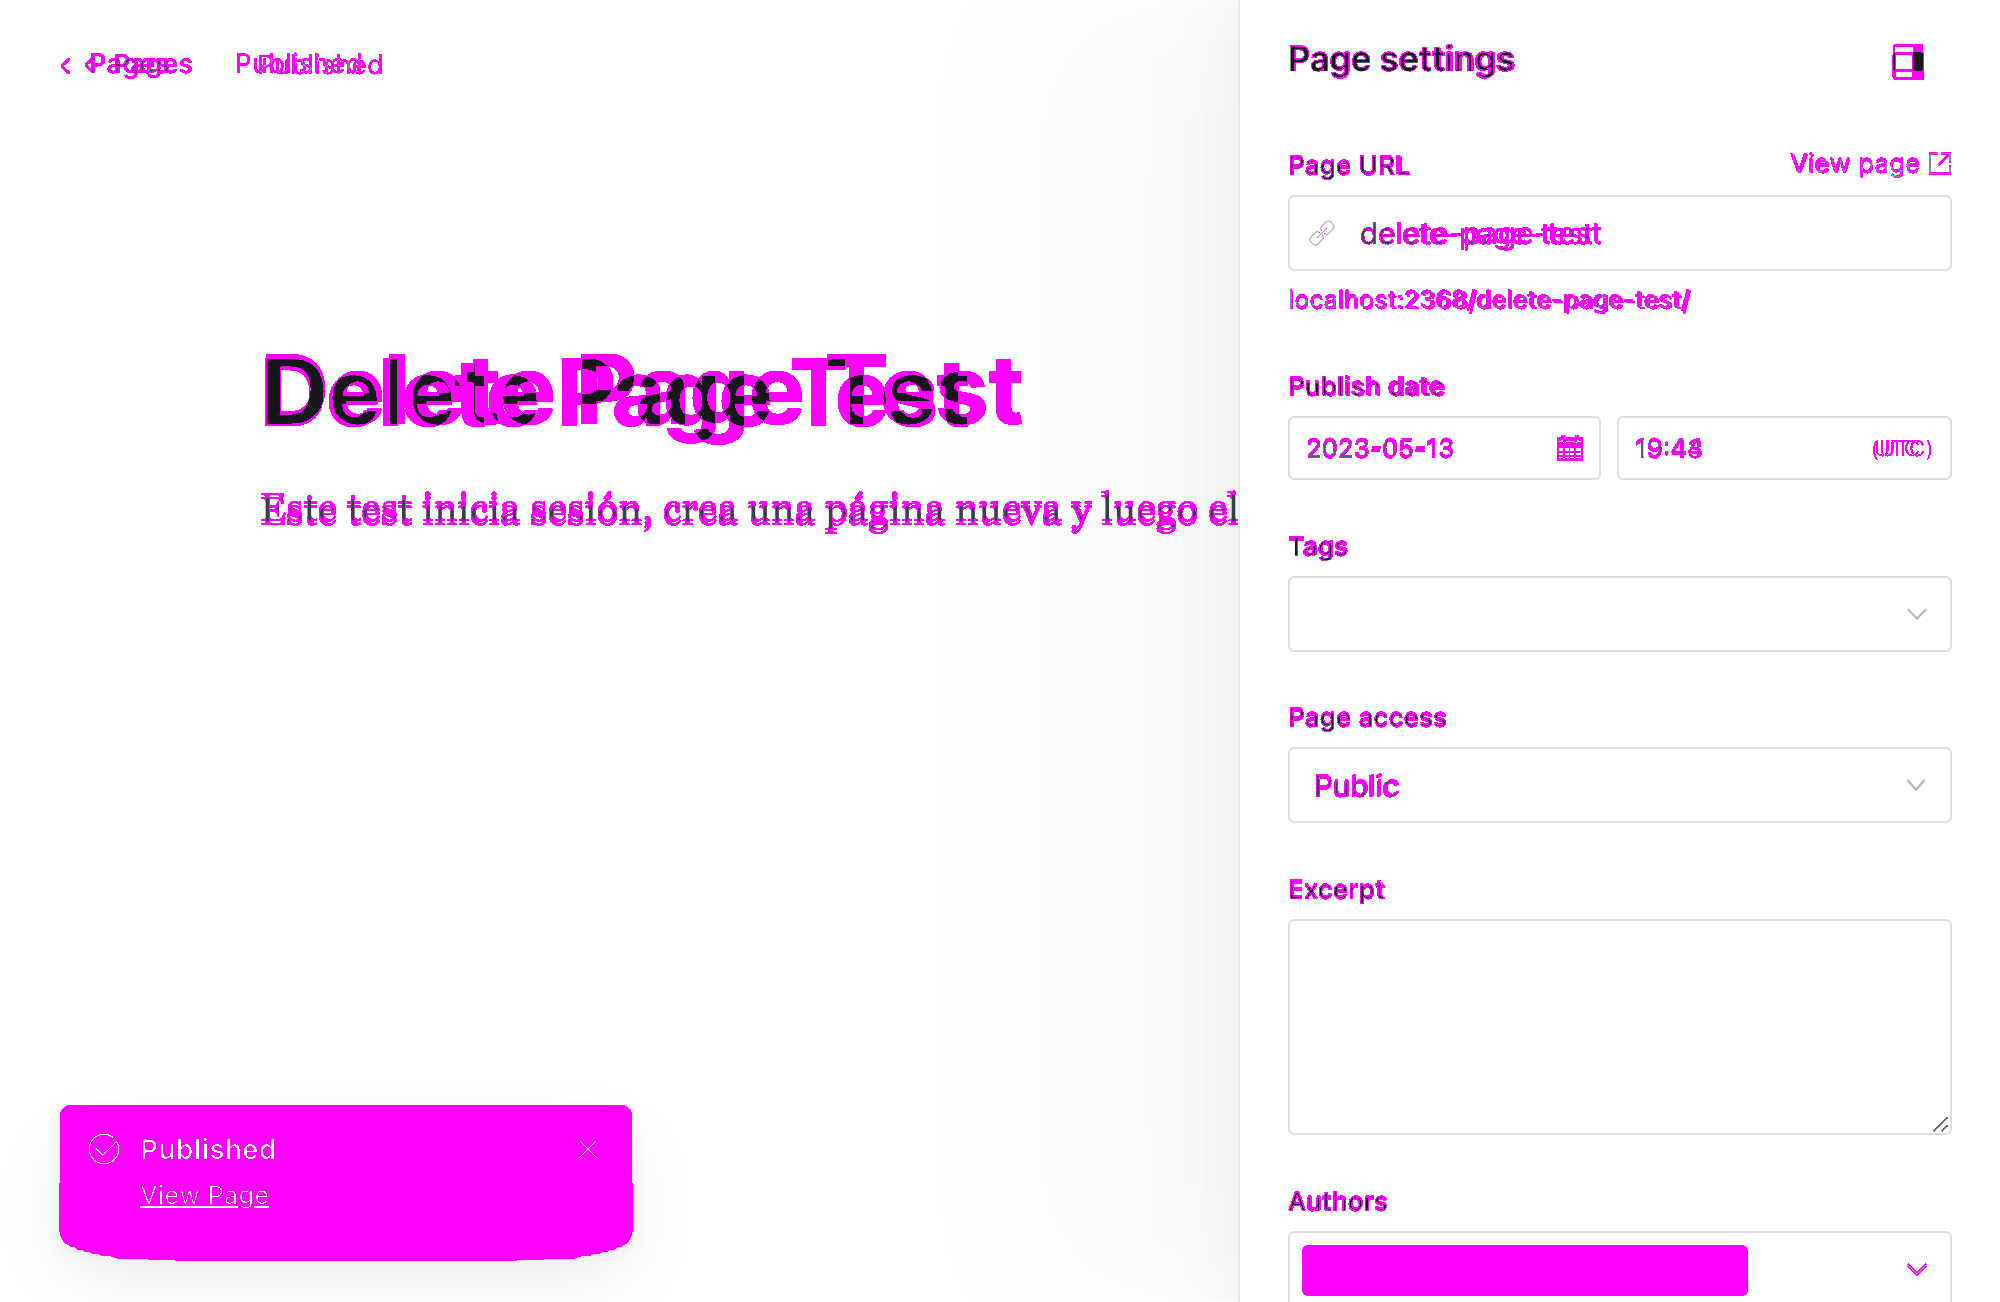 Pages Published
Delete Page Test
Este test inicia sesión, crea una página nueva y luego el
Published
View Page
Page settings
Page URL
View page
delete-page-test
localhost:2368/delete-page-test/
Publish date
2023-05-13
(UTC)
Tags
Page access
Public
Excerpt
Authors